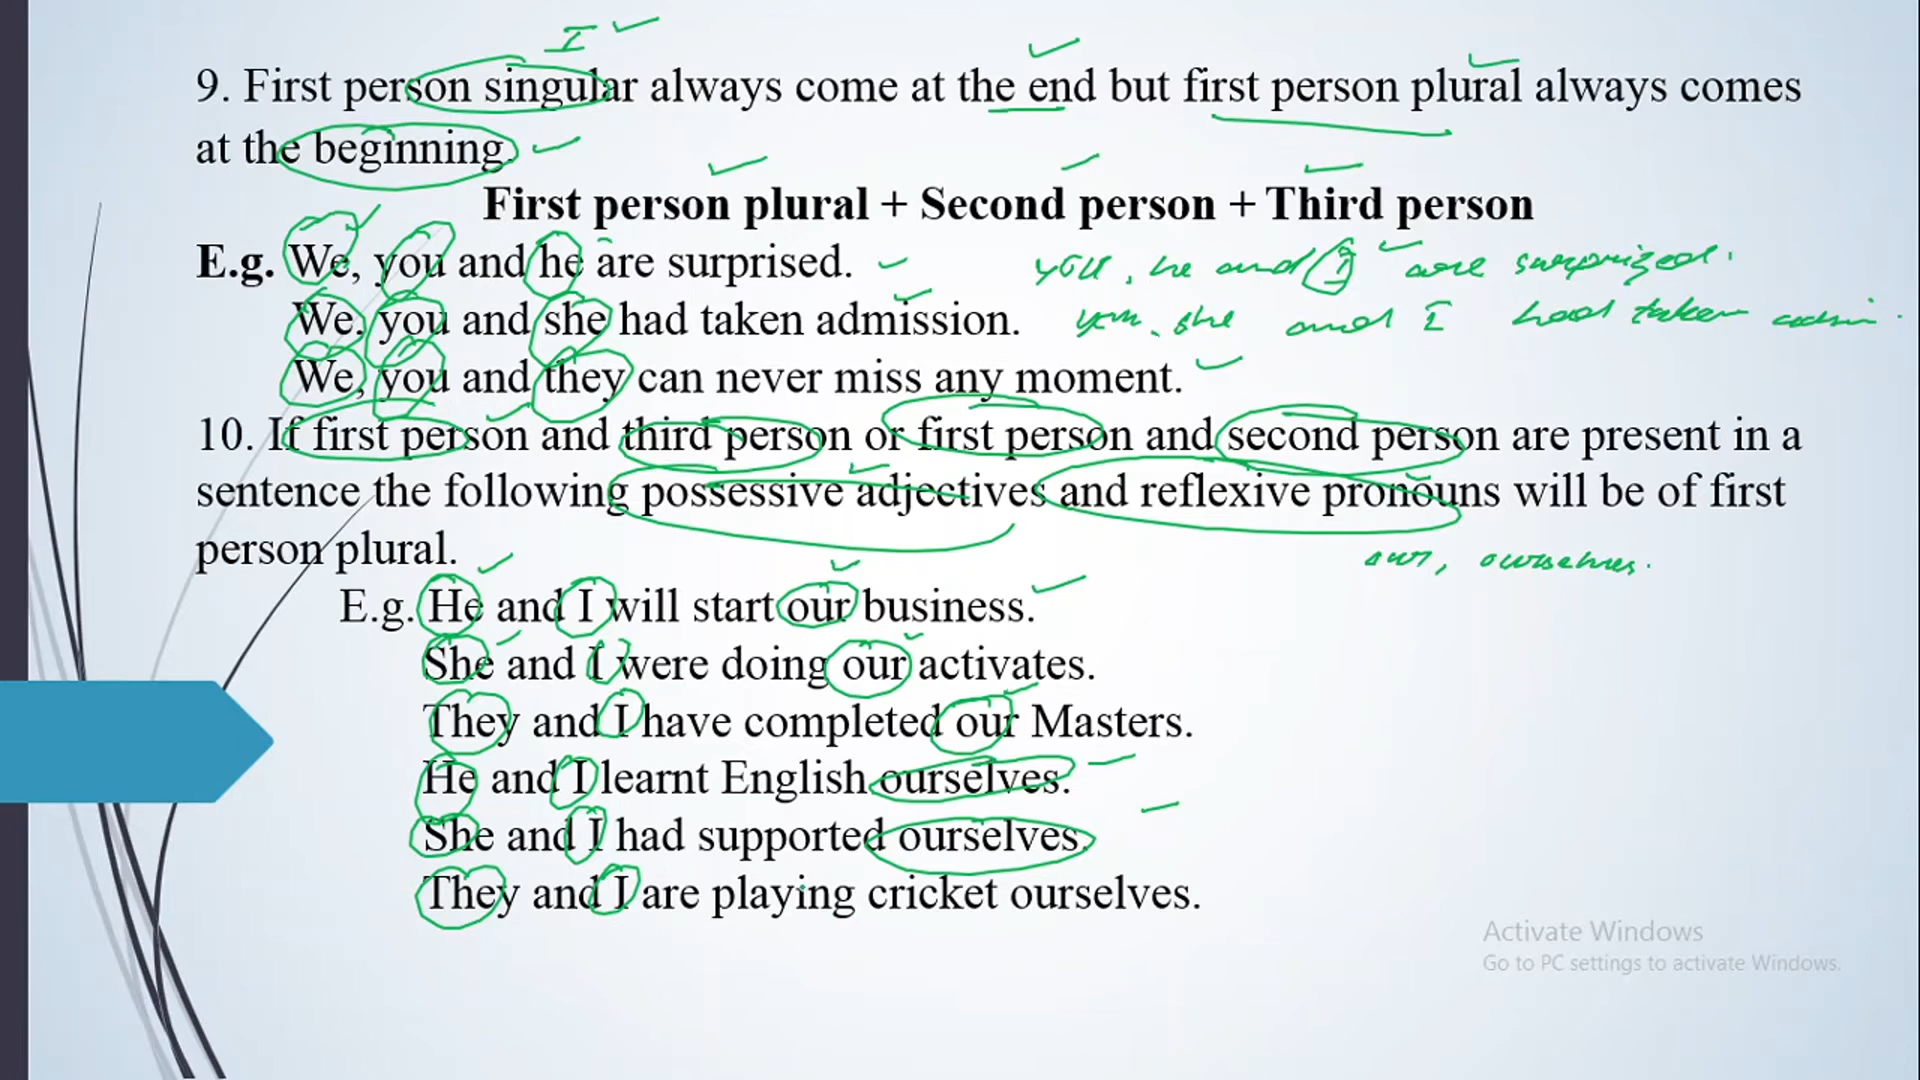 I
9. First person singular always come at the end but first person plural always comes
at the beginning.
First person plural + Second person + Third person
E.g. We, you and he are surprised. you, he and I are surprized.
We, you and she had taken admission. you, she and I had taken
We, you and they can never miss any moment.
10. If first person and third person or first person and second person are present in a
sentence the following possessive adjectives and reflexive pronouns will be of first
person plural.
our, ourselves.
E.g. He and I will start our business.
She and I were doing our activates.
They and I have completed our Masters.
He and I learnt English ourselves.
She and I had supported ourselves.
They and I are playing cricket ourselves.
Activate Windows
Go to PC settings to activate Windows.